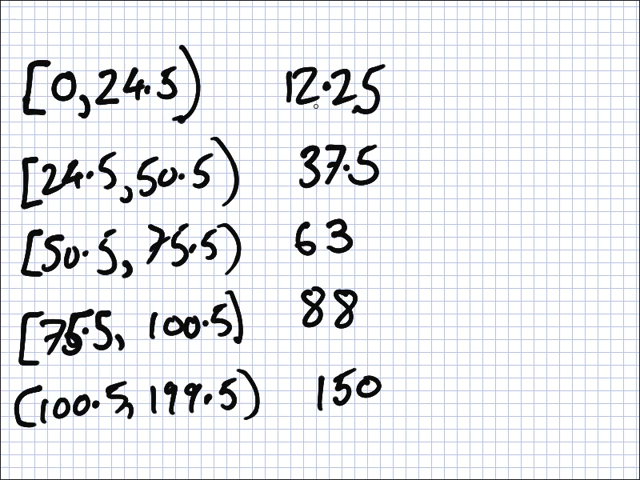 [0,24.5) 12.25
[24.5,50.5) 37.5
[50.5, 75.5) 63
[75.5, 100.5] 88
(100.5, 199.5) 150